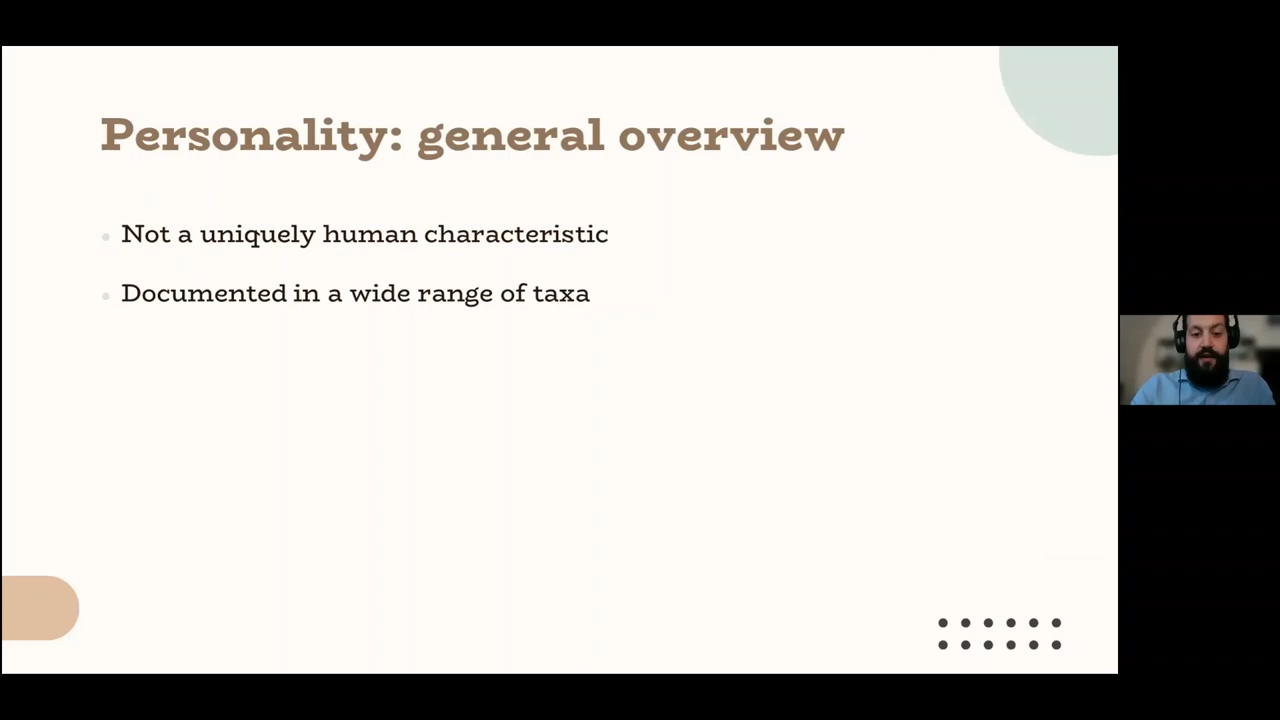 Personality: general overview
Not a uniquely human characteristic
Documented in a wide range of taxa